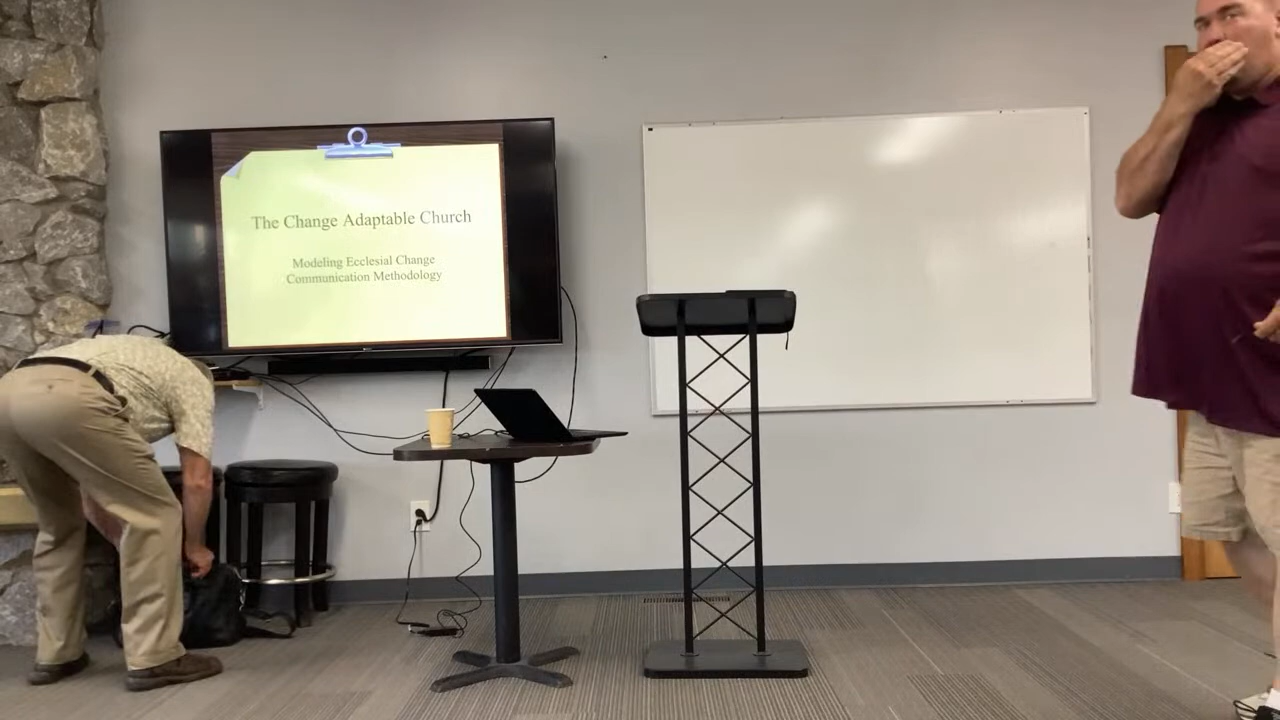 The Change Adaptable Church
Modeling Ecclesial Change
Communication Methodology